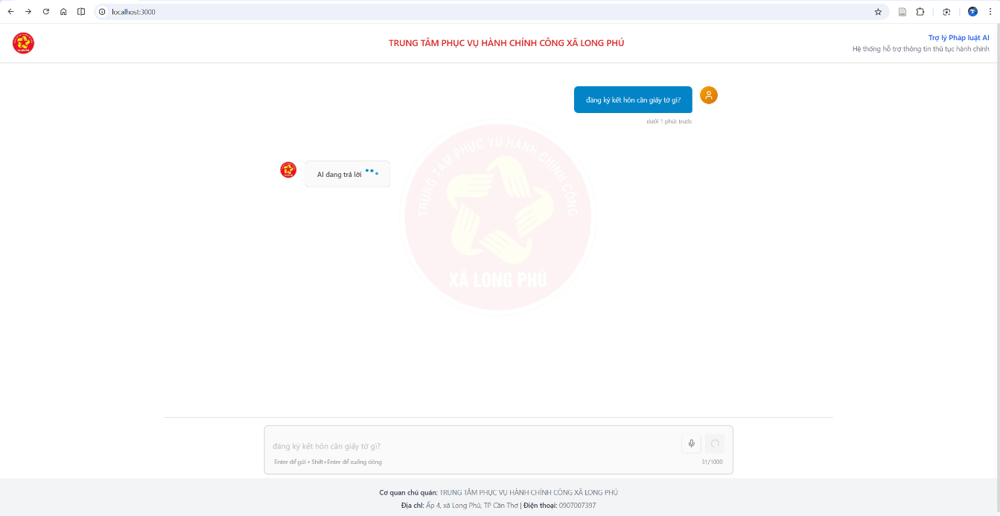 localhost:3000
TRUNG TÂM PHỤC VỤ HÀNH CHÍNH CÔNG XÃ LONG PHÚ
Trợ lý Pháp luật AI
Hệ thống hỗ trợ thông tin thủ tục hành chính
đăng ký kết hôn cần giấy tờ gì?
dưới 1 phút trước
AI đang trả lời
TRUNG TÂM PHỤC VỤ HÀNH CHÍNH CÔNG
XÃ LONG PHÚ
đăng ký kết hôn cần giấy tờ gì?
Enter để gửi • Shift+Enter để xuống dòng
31/1000
Cơ quan chủ quản: TRUNG TÂM PHỤC VỤ HÀNH CHÍNH CÔNG XÃ LONG PHÚ
Địa chỉ: Ấp 4, xã Long Phú, TP Cần Thơ | Điện thoại: 0907007397